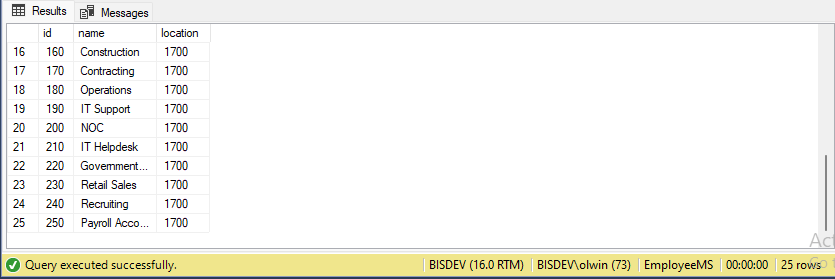 Results Messages
id name location
16 160 Construction 1700
17 170 Contracting 1700
18 180 Operations 1700
19 190 IT Support 1700
20 200 NOC 1700
21 210 IT Helpdesk 1700
22 220 Government... 1700
23 230 Retail Sales 1700
24 240 Recruiting 1700
25 250 Payroll Acco... 1700
Query executed successfully. BISDEV (16.0 RTM) BISDEV\olwin (73) EmployeeMS 00:00:00 25 rows